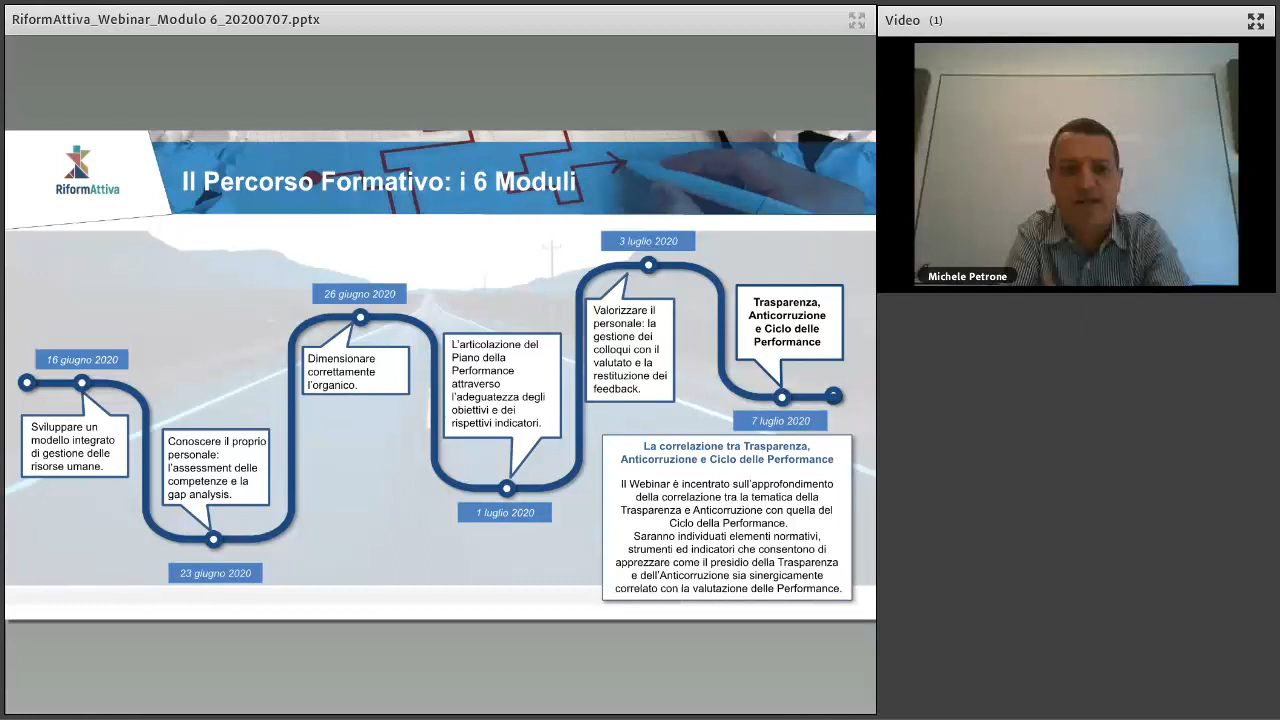 RiformAttiva_Webinar_Modulo 6_20200707.pptx
Video (1)
Michele Petrone
RiformAttiva
Il Percorso Formativo: i 6 Moduli
16 giugno 2020
Sviluppare un
modello integrato
di gestione delle
risorse umane.
Conoscere il proprio
personale:
l'assessment delle
competenze e la
gap analysis.
23 giugno 2020
26 giugno 2020
Dimensionare
correttamente
l'organico.
L'articolazione del
Piano della
Performance
attraverso
l'adeguatezza degli
obiettivi e dei
rispettivi indicatori.
1 luglio 2020
3 luglio 2020
Valorizzare il
personale: la
gestione dei
colloqui con il
valutato e la
restituzione dei
feedback.
Trasparenza,
Anticorruzione
e Ciclo delle
Performance
7 luglio 2020
La correlazione tra Trasparenza,
Anticorruzione e Ciclo delle Performance
Il Webinar è incentrato sull'approfondimento
della correlazione tra la tematica della
Trasparenza e Anticorruzione con quella del
Ciclo della Performance.
Saranno individuati elementi normativi,
strumenti ed indicatori che consentono di
apprezzare come il presidio della Trasparenza
e dell'Anticorruzione sia sinergicamente
correlato con la valutazione delle Performance.